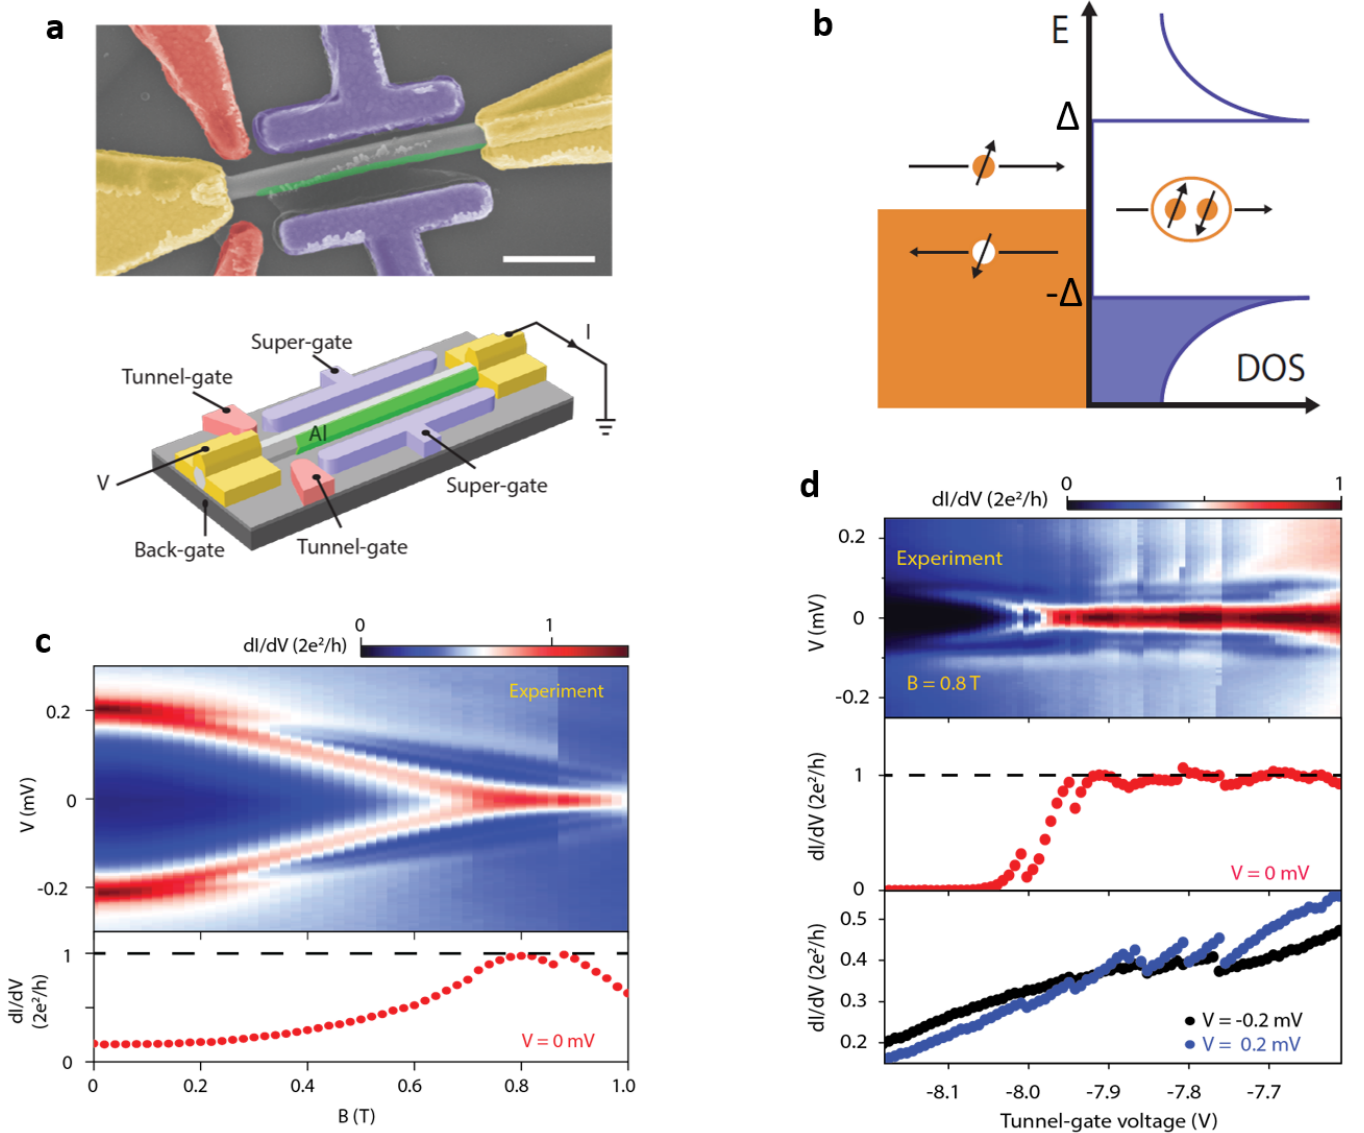 a
Super-gate
Tunnel-gate
Al
I
V
Super-gate
Back-gate
Tunnel-gate
b
E
Δ
-Δ
DOS
c
dI/dV (2e²/h)
0
1
Experiment
V (mV)
0.2
0
-0.2
dI/dV
(2e²/h)
1
0
V = 0 mV
0
0.2
0.4
0.6
0.8
1.0
B (T)
d
dI/dV (2e²/h)
0
1
Experiment
B = 0.8 T
V (mV)
0.2
0
-0.2
dI/dV (2e²/h)
1
0
V = 0 mV
dI/dV (2e²/h)
0.5
0.4
0.3
0.2
V = -0.2 mV
V = 0.2 mV
-8.1
-8.0
-7.9
-7.8
-7.7
Tunnel-gate voltage (V)